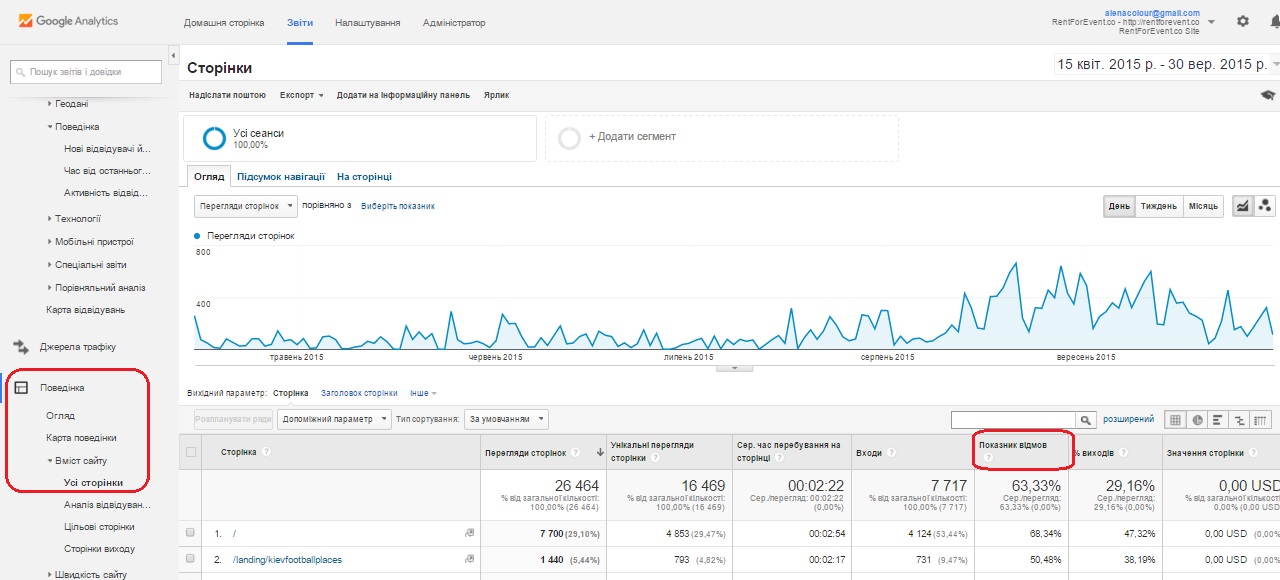 Google Analytics
Домашня сторінка Звіти Налаштування Адміністратор
alenacolour@gmail.com
RentForEvent.co - http://rentforevent.co
RentForEvent.co Site
Пошук звітів і довідки
Геодані
Поведінка
Нові відвідувачі й...
Час від останньог...
Активність відвід...
Технології
Мобільні пристрої
Спеціальні звіти
Порівняльний аналіз
Карта відвідувань
Джерела трафіку
Поведінка
Огляд
Карта поведінки
Вміст сайту
Усі сторінки
Аналіз відвідуван...
Цільові сторінки
Сторінки виходу
Швидкість сайту
Сторінки
15 квіт. 2015 р. - 30 вер. 2015 р.
Надіслати поштою Експорт Додати на інформаційну панель Ярлик
Усі сеанси
100,00%
+ Додати сегмент
Огляд Підсумок навігації На сторінці
Перегляди сторінок порівняно з Виберіть показник
День Тиждень Місяць
Перегляди сторінок
800
400
травень 2015 червень 2015 липень 2015 серпень 2015 вересень 2015
Вихідний параметр: Сторінка Заголовок сторінки Інше
Розпланувати ряди Допоміжний параметр Тип сортування: За умовчанням розширений
Сторінка ? Перегляди сторінок ? Унікальні перегляди сторінки ? Сер. час перебування на сторінці ? Входи ? Показник відмов ? % виходів ? Значення сторінки ?
26 464 16 469 00:02:22 7 717 63,33% 29,16% 0,00 USD
% від загальної кількості: 100,00% (26 464) % від загальної кількості: 100,00% (16 469) Сер./перегляд: 00:02:22 (0,00%) % від загальної кількості: 100,00% (7 717) Сер./перегляд: 63,33% (0,00%) Сер./перегляд: 29,16% (0,00%) % від загальної кількості: 0,00% (0,00 USD
1. / 7 700 (29,10%) 4 853 (29,47%) 00:02:54 4 124 (53,44%) 68,34% 47,32% 0,00 USD (0,00%
2. /landing/kievfootballplaces 1 440 (5,44%) 793 (4,82%) 00:02:17 731 (9,47%) 50,48% 38,19% 0,00 USD (0,00%